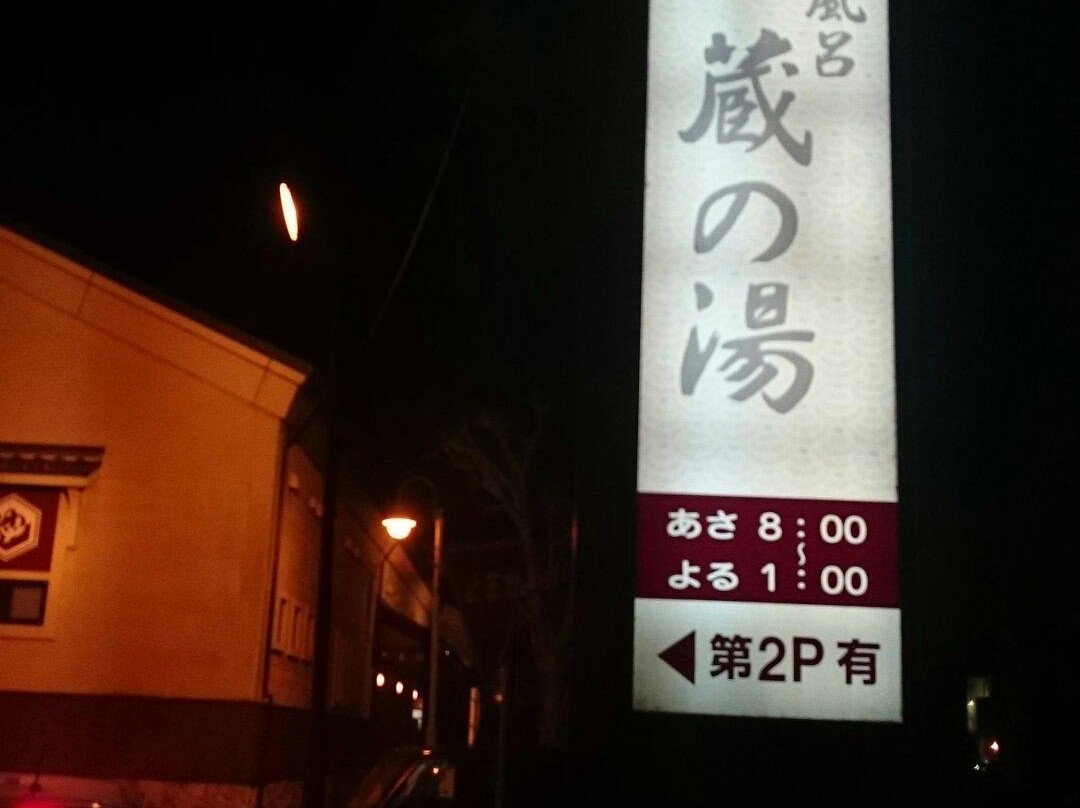 風呂
蔵の湯
あさ 8:00
〜
よる 1:00
◀第2P有